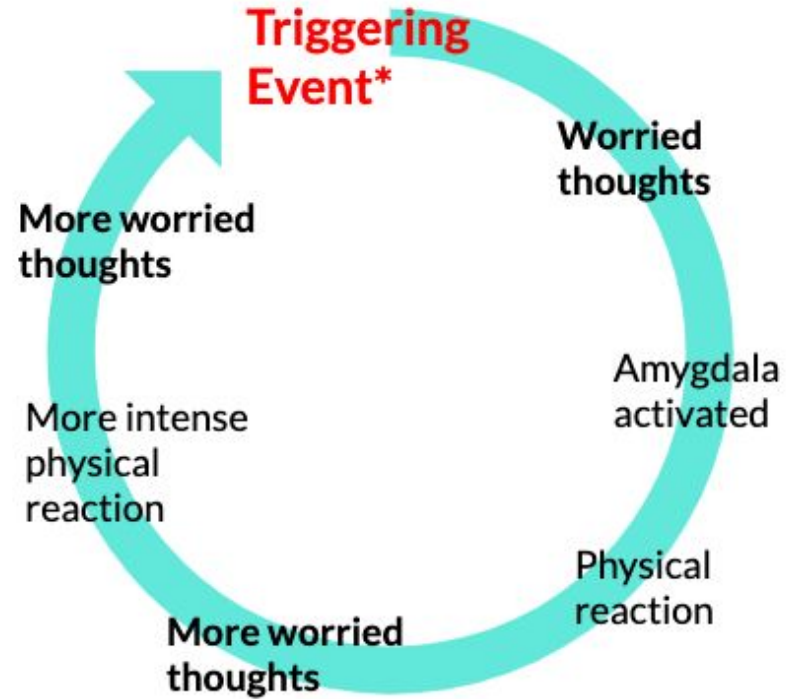 Triggering
Event*
Worried
thoughts
Amygdala
activated
Physical
reaction
More worried
thoughts
More intense
physical
reaction
More worried
thoughts